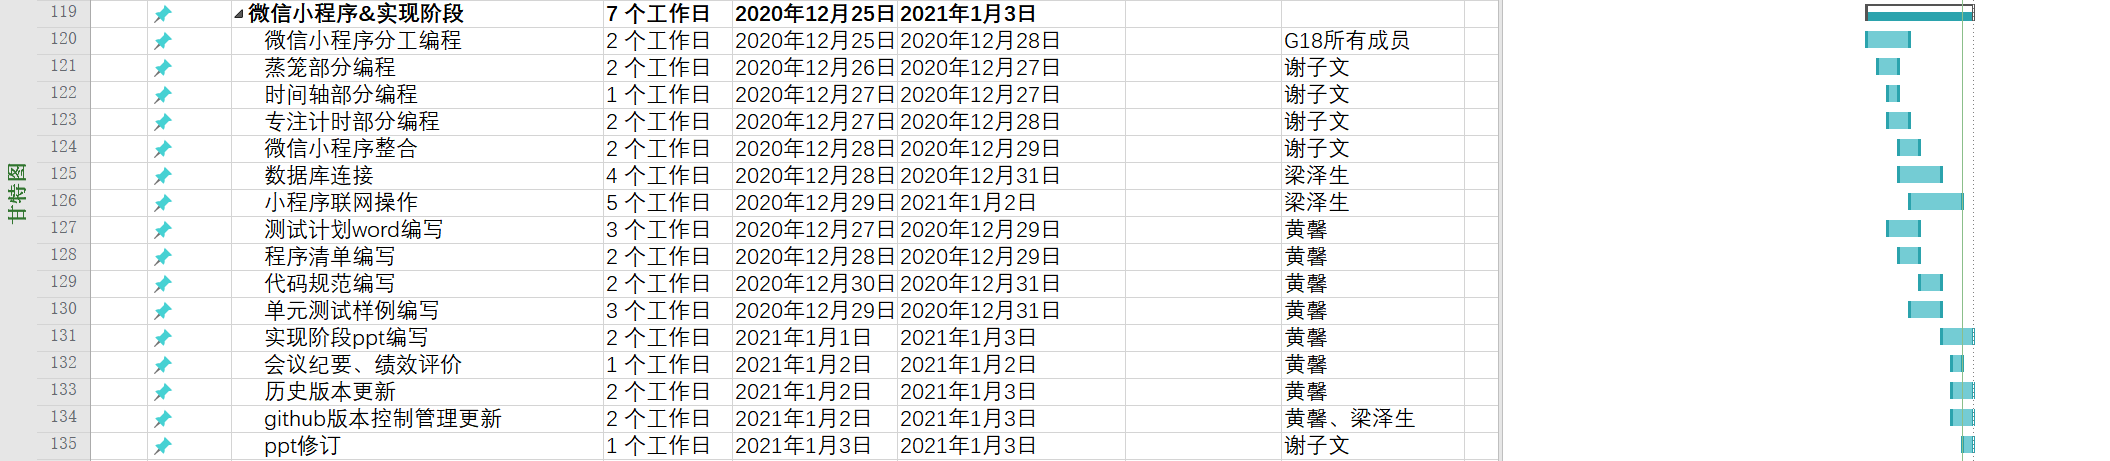 甘特图
119 微信小程序&实现阶段 7 个工作日 2020年12月25日 2021年1月3日
120 微信小程序分工编程 2 个工作日 2020年12月25日 2020年12月28日 G18所有成员
121 蒸笼部分编程 2 个工作日 2020年12月26日 2020年12月27日 谢子文
122 时间轴部分编程 1 个工作日 2020年12月27日 2020年12月27日 谢子文
123 专注计时部分编程 2 个工作日 2020年12月27日 2020年12月28日 谢子文
124 微信小程序整合 2 个工作日 2020年12月28日 2020年12月29日 谢子文
125 数据库连接 4 个工作日 2020年12月28日 2020年12月31日 梁泽生
126 小程序联网操作 5 个工作日 2020年12月29日 2021年1月2日 梁泽生
127 测试计划word编写 3 个工作日 2020年12月27日 2020年12月29日 黄馨
128 程序清单编写 2 个工作日 2020年12月28日 2020年12月29日 黄馨
129 代码规范编写 2 个工作日 2020年12月30日 2020年12月31日 黄馨
130 单元测试样例编写 3 个工作日 2020年12月29日 2020年12月31日 黄馨
131 实现阶段ppt编写 2 个工作日 2021年1月1日 2021年1月3日 黄馨
132 会议纪要、绩效评价 1 个工作日 2021年1月2日 2021年1月2日 黄馨
133 历史版本更新 2 个工作日 2021年1月2日 2021年1月3日 黄馨
134 github版本控制管理更新 2 个工作日 2021年1月2日 2021年1月3日 黄馨、梁泽生
135 ppt修订 1 个工作日 2021年1月3日 2021年1月3日 谢子文